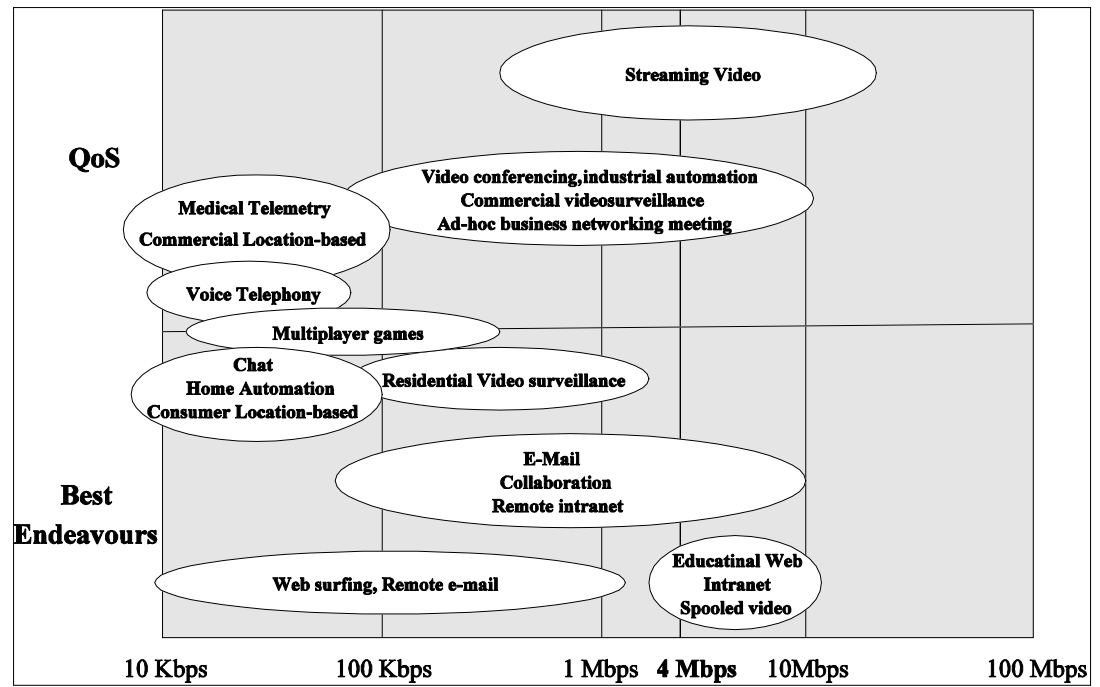 Streaming Video
QoS
Video conferencing,industrial automation
Commercial videosurveillance
Ad-hoc business networking meeting
Medical Telemetry
Commercial Location-based
Voice Telephony
Multiplayer games
Chat
Home Automation
Consumer Location-based
Residential Video surveillance
E-Mail
Collaboration
Remote intranet
Best
Endeavours
Web surfing, Remote e-mail
Educatinal Web
Intranet
Spooled video
10 Kbps 100 Kbps 1 Mbps 4 Mbps 10Mbps 100 Mbps